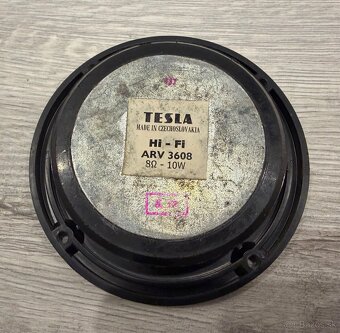 TESLA
MADE IN CZECHOSLOVAKIA
Hi - Fi
ARV 3608
8Ω - 10W